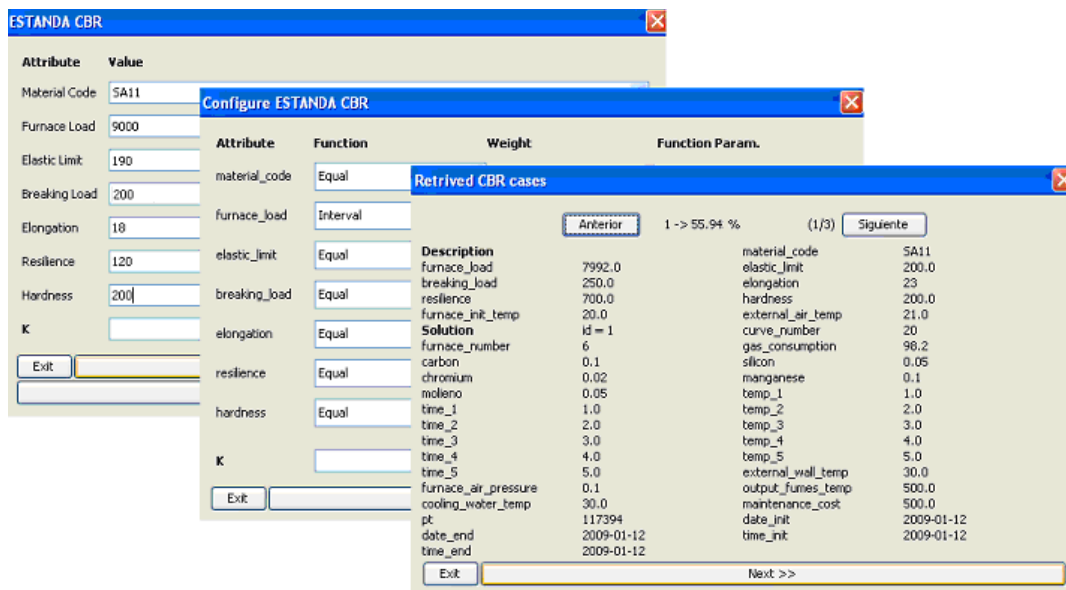 ESTANDA CBR
Attribute Value
Material Code SA11
Furnace Load 9000
Elastic Limit 190
Breaking Load 200
Elongation 18
Resilience 120
Hardness 200
K
Exit
Configure ESTANDA CBR
Attribute Function Weight Function Param.
material_code Equal
furnace_load Interval
elastic_limit Equal
breaking_load Equal
elongation Equal
resilience Equal
hardness Equal
K
Exit
Retrived CBR cases
Anterior 1 -> 55.94 % (1/3) Siguiente
Description material_code SA11
furnace_load 7992.0 elastic_limit 200.0
breaking_load 250.0 elongation 23
resilience 700.0 hardness 200.0
furnace_init_temp 20.0 external_air_temp 21.0
Solution id = 1 curve_number 20
furnace_number 6 gas_consumption 98.2
carbon 0.1 silicon 0.05
chromium 0.02 manganese 0.1
molieno 0.05 temp_1 1.0
time_1 1.0 temp_2 2.0
time_2 2.0 temp_3 3.0
time_3 3.0 temp_4 4.0
time_4 4.0 temp_5 5.0
time_5 5.0 external_wall_temp 30.0
furnace_air_pressure 0.1 output_fumes_temp 500.0
cooling_water_temp 30.0 maintenance_cost 500.0
pt 117394 date_init 2009-01-12
date_end 2009-01-12 time_init 2009-01-12
time_end 2009-01-12
Exit Next >>